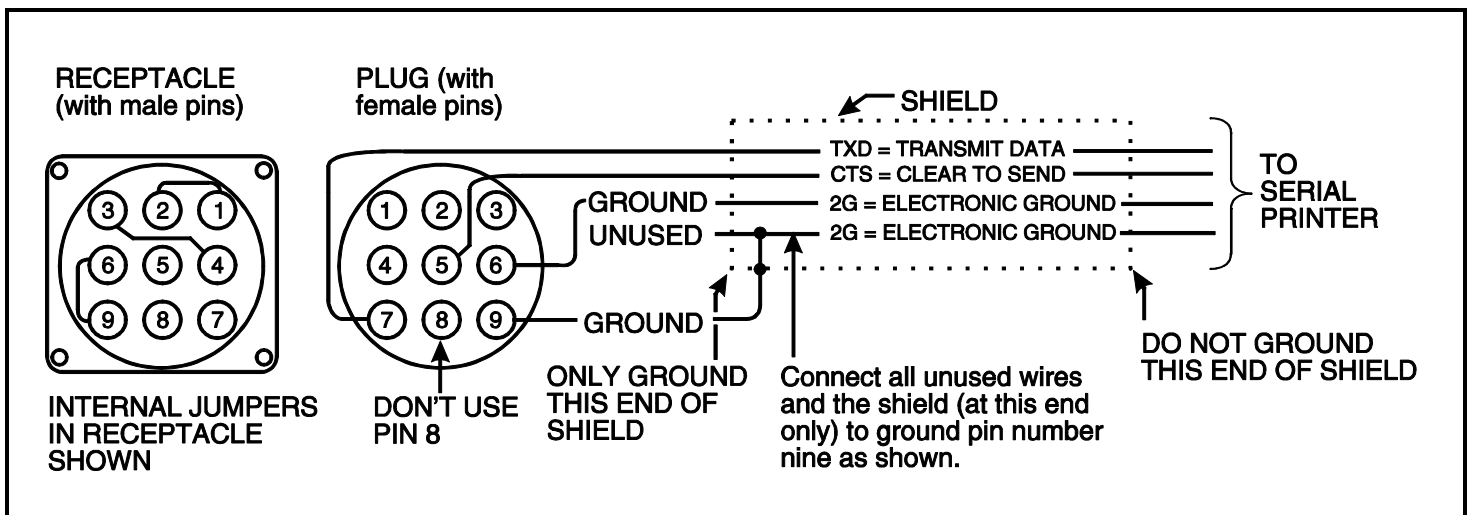 RECEPTACLE
(with male pins)
PLUG (with
female pins)
SHIELD
TXD = TRANSMIT DATA
CTS = CLEAR TO SEND
GROUND
2G = ELECTRONIC GROUND
UNUSED
2G = ELECTRONIC GROUND
TO
SERIAL
PRINTER
3 2 1
6 5 4
9 8 7
1 2 3
4 5 6
7 8 9
GROUND
INTERNAL JUMPERS
IN RECEPTACLE
SHOWN
DON'T USE
PIN 8
ONLY GROUND
THIS END OF
SHIELD
Connect all unused wires
and the shield (at this end
only) to ground pin number
nine as shown.
DO NOT GROUND
THIS END OF SHIELD